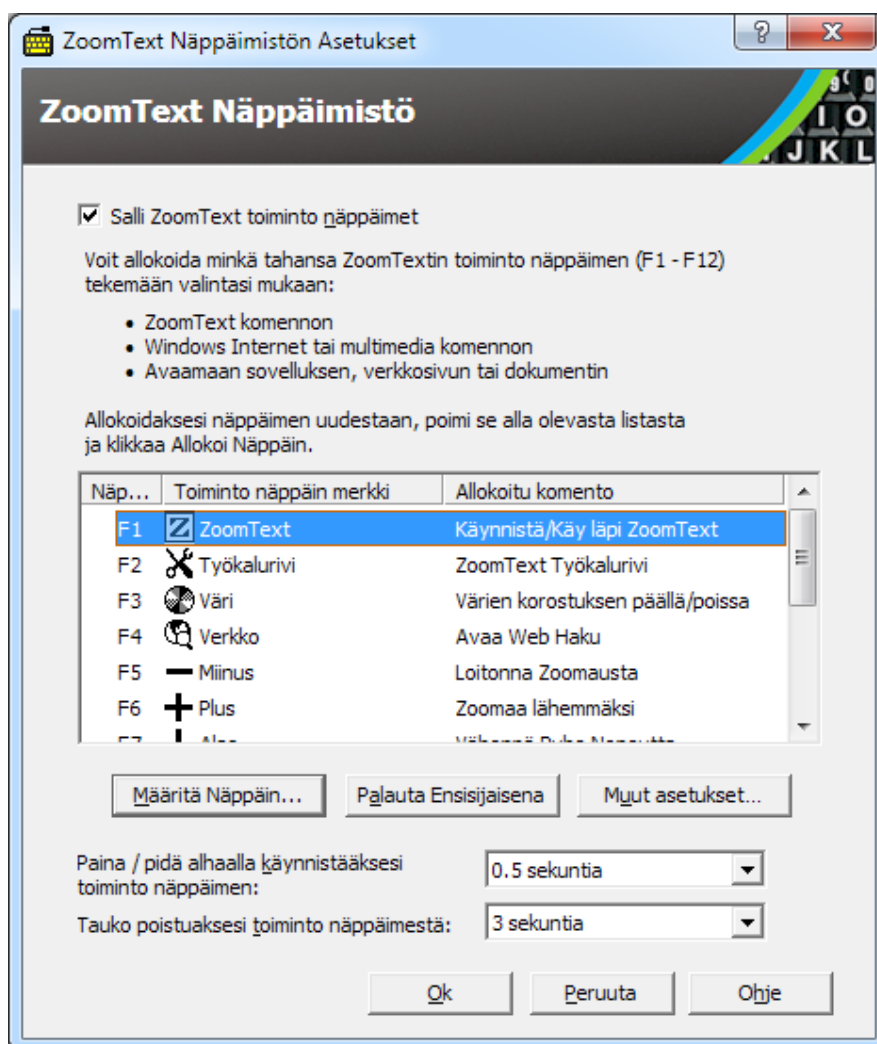 ZoomText Näppäimistön Asetukset
ZoomText Näppäimistö
9 ( 0
I O
J K L
Salli ZoomText toiminto näppäimet
Voit allokoida minkä tahansa ZoomTextin toiminto näppäimen (F1 - F12)
tekemään valintasi mukaan:
• ZoomText komennon
• Windows Internet tai multimedia komennon
• Avaamaan sovelluksen, verkkosivun tai dokumentin
Allokoidaksesi näppäimen uudestaan, poimi se alla olevasta listasta
ja klikkaa Allokoi Näppäin.
Näp... Toiminto näppäin merkki Allokoitu komento
F1 Z ZoomText Käynnistä/Käy läpi ZoomText
F2 Työkalurivi ZoomText Työkalurivi
F3 Väri Värien korostuksen päällä/poissa
F4 Verkko Avaa Web Haku
F5 Miinus Loitonna Zoomausta
F6 Plus Zoomaa lähemmäksi
Määritä Näppäin... Palauta Ensisijaisena Muut asetukset...
Paina / pidä alhaalla käynnistääksesi
toiminto näppäimen: 0.5 sekuntia
Tauko poistuaksesi toiminto näppäimestä: 3 sekuntia
Ok Peruuta Ohje